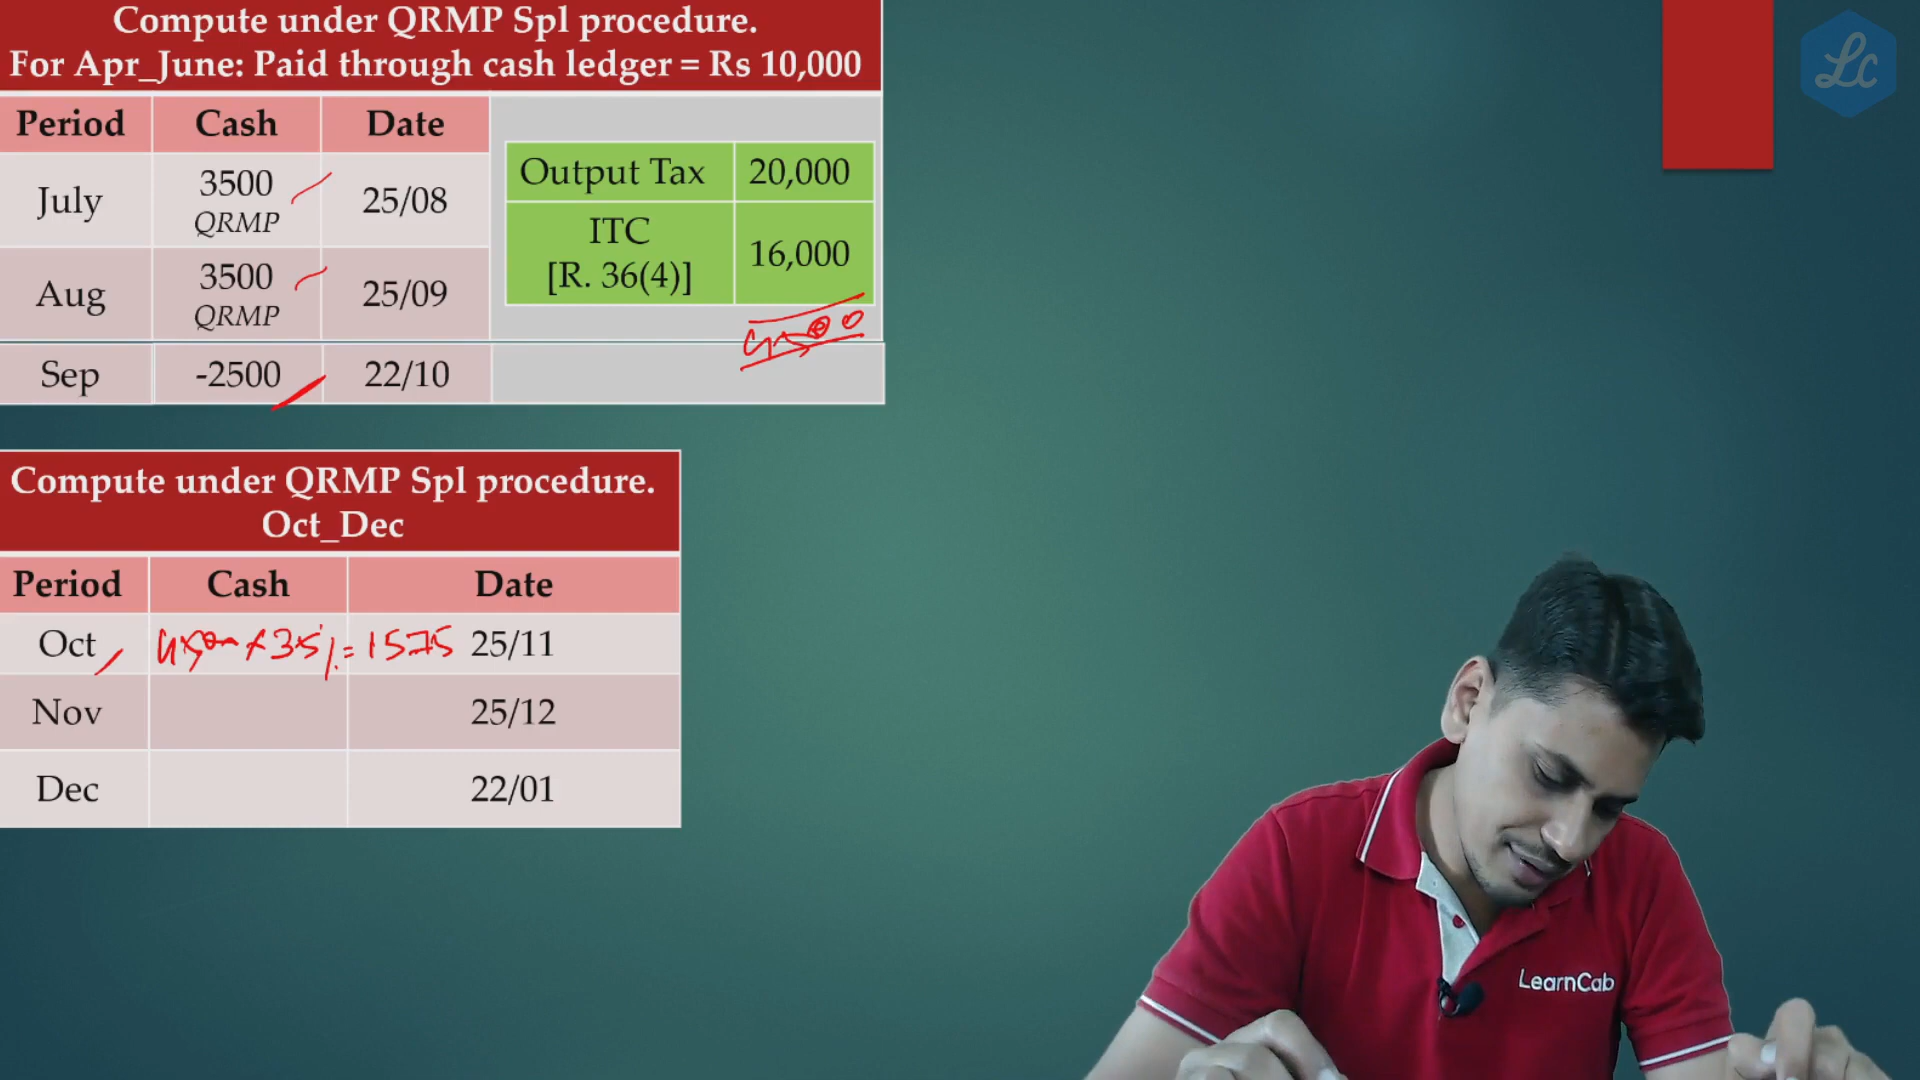 Compute under QRMP Spl procedure.
For Apr_June: Paid through cash ledger = Rs 10,000
Period Cash Date
July 3500 QRMP 25/08
Aug 3500 QRMP 25/09
Sep -2500 22/10
Output Tax 20,000
ITC [R. 36(4)] 16,000
4500
Compute under QRMP Spl procedure.
Oct_Dec
Period Cash Date
Oct 4500 x 35% = 1575 25/11
Nov 25/12
Dec 22/01
Lc
LearnCab